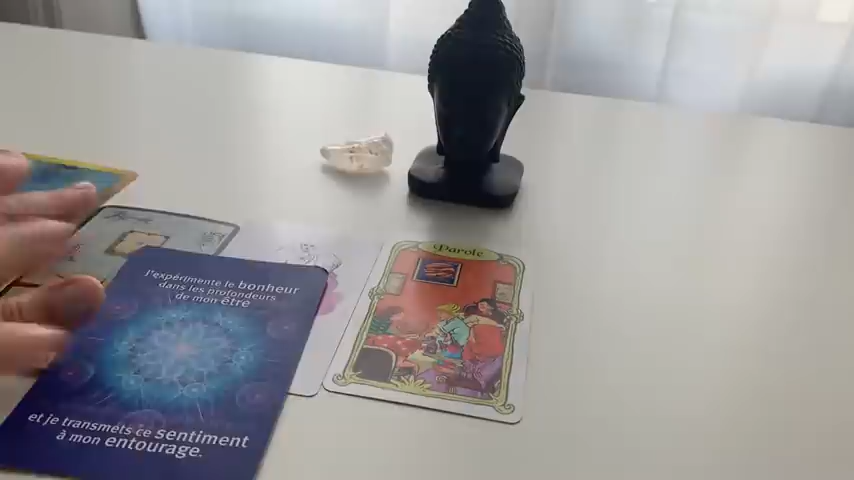 Parole
J'expérimente le bonheur
dans les profondeurs
de mon être
et je transmets ce sentiment
à mon entourage.